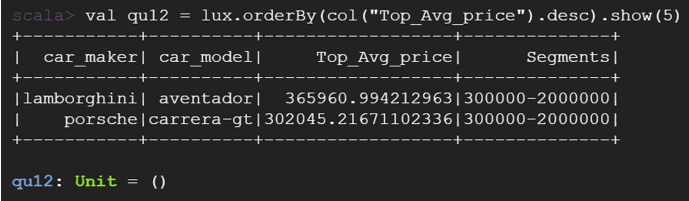 scala> val qu12 = lux.orderBy(col("Top_Avg_price").desc).show(5)
+-----------+----------+------------------+--------------+
|  car_maker| car_model|     Top_Avg_price|      Segments|
+-----------+----------+------------------+--------------+
|lamborghini| aventador|  365960.994212963|300000-2000000|
|    porsche|carrera-gt|302045.21671102336|300000-2000000|
+-----------+----------+------------------+--------------+
qu12: Unit = ()